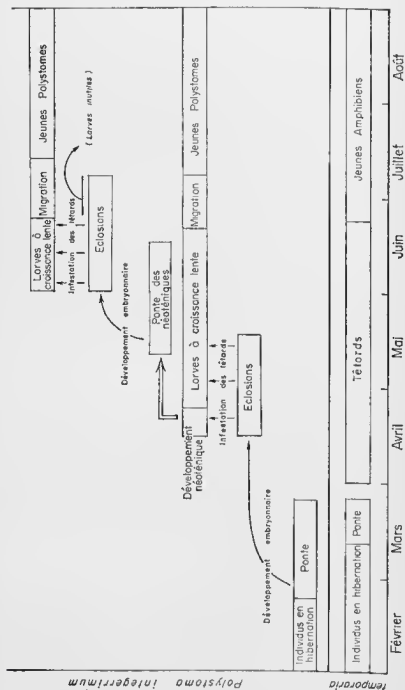 Larves à
croissance lente
Migration
Jeunes Polystomes
Infestation des têtards
Eclosions
( Larves inutiles )
Développement embryonnaire
Ponte des
néoténiques
Développement
néoténique
Larves à croissance lente
Migration
Jeunes Polystomes
Infestation des têtards
Eclosions
Développement embryonnaire
Individus en
hibernation
Ponte
Individus en hibernation
Ponte
Têtards
Jeunes Amphibiens
Février
Mars
Avril
Mai
Juin
Juillet
Août
Polystoma
integerrimum
temporaria